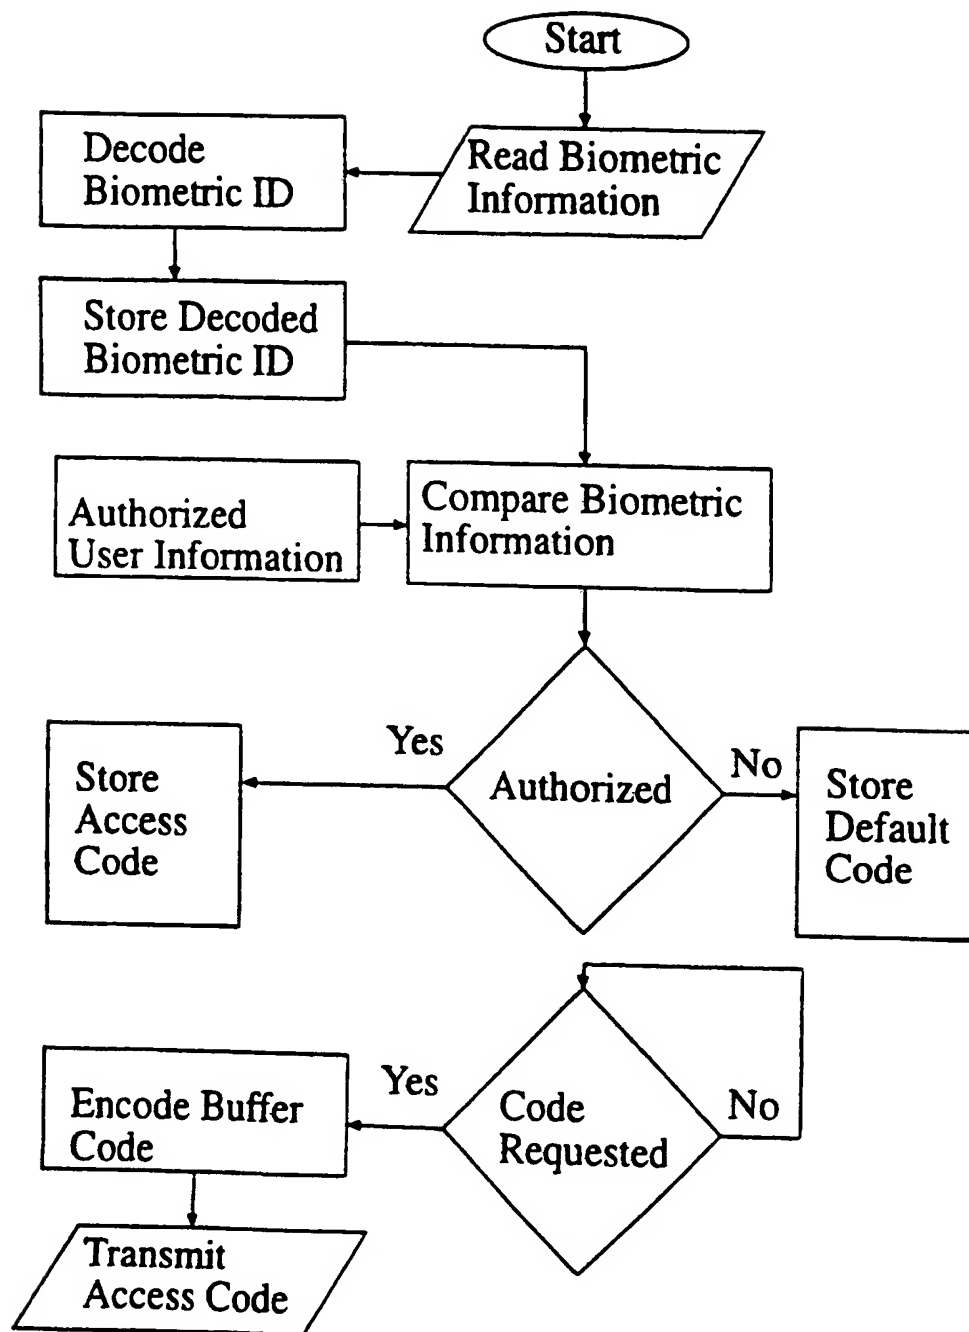 Start
Read Biometric
Information
Decode
Biometric ID
Store Decoded
Biometric ID
Authorized
User Information
Compare Biometric
Information
Authorized
Yes
No
Store
Access
Code
Store
Default
Code
Code
Requested
Yes
No
Encode Buffer
Code
Transmit
Access Code